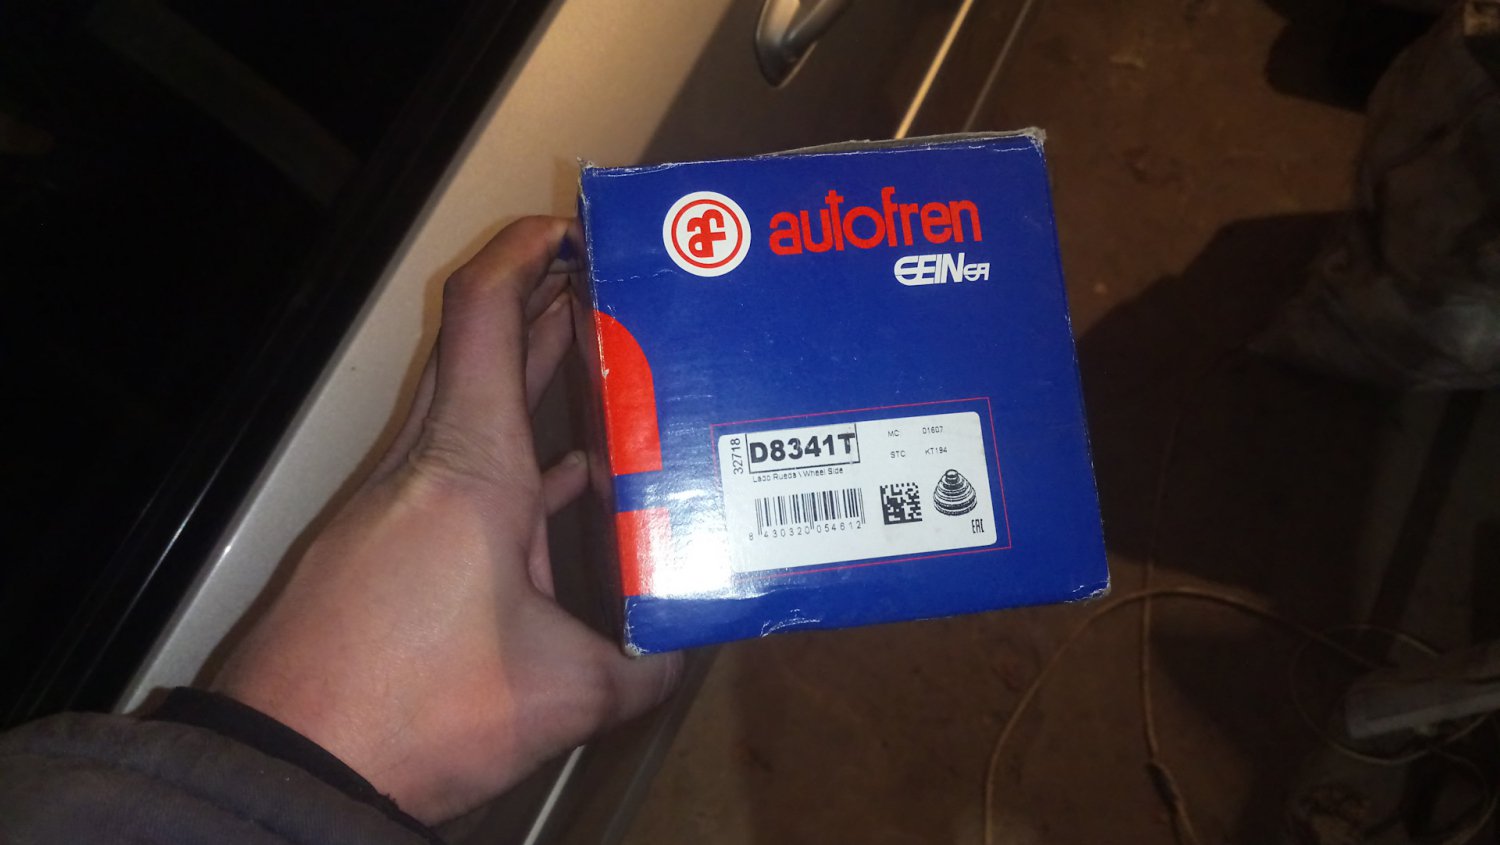 af
autofren
SEINSA
32718
D8341T
MC: D1607
STC KT194
Lado Rueda \ Wheel Side
8 430320 054612
EAC